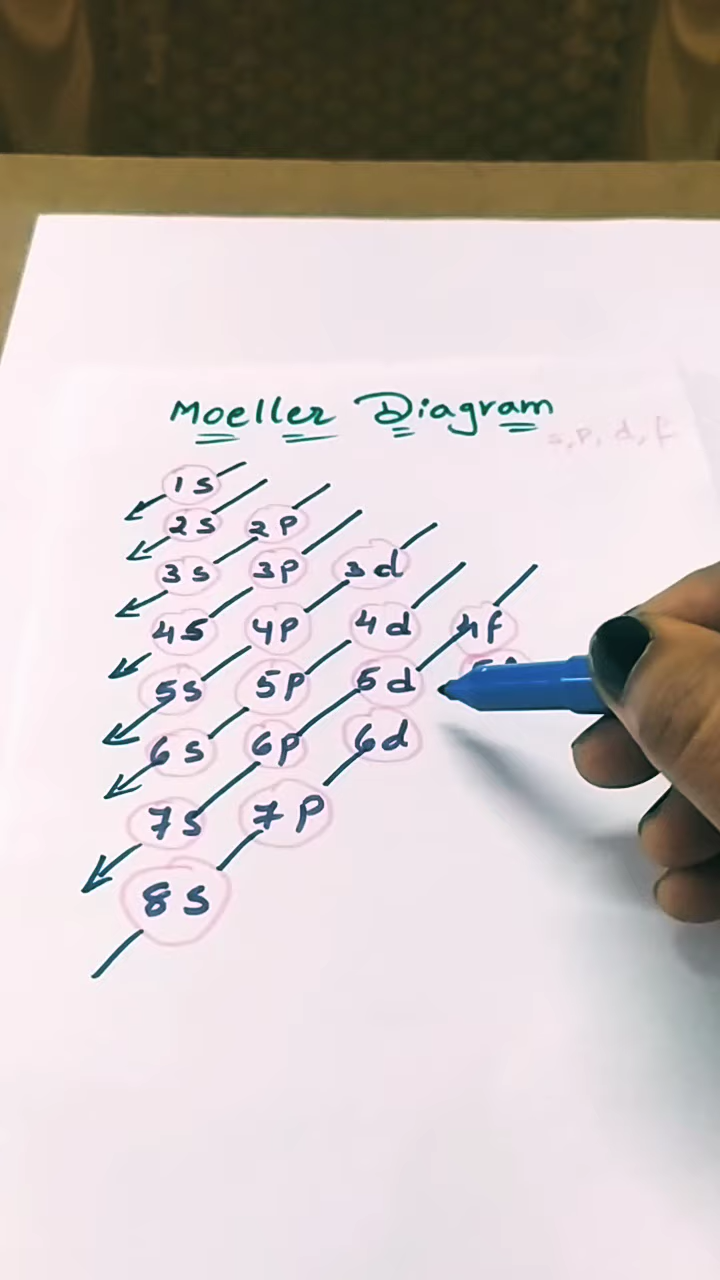 Moeller Diagram
s, p, d, f
1s
2s 2p
3s 3p 3d
4s 4p 4d 4f
5s 5p 5d
6s 6p 6d
7s 7p
8s